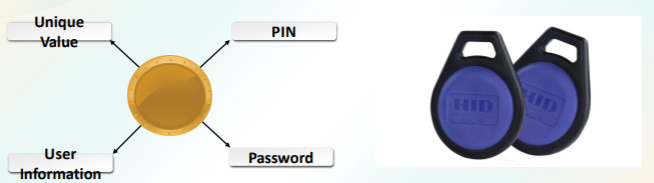 Unique
Value
PIN
User
Information
Password
HID
HID